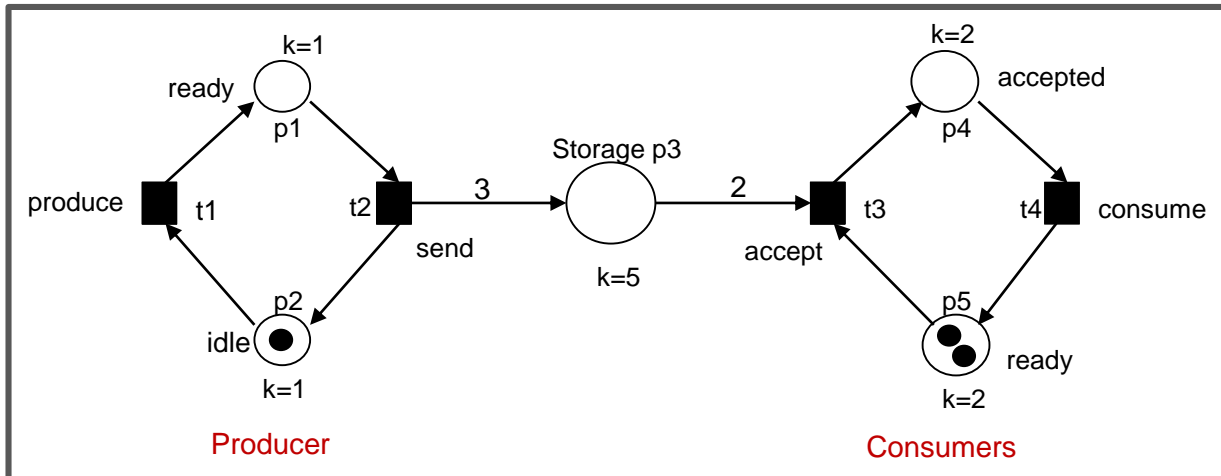 k=1
ready
p1
produce
t1
t2
send
p2
idle
k=1
Producer
3
Storage p3
k=5
2
k=2
accepted
p4
t3
accept
t4
consume
p5
ready
k=2
Consumers